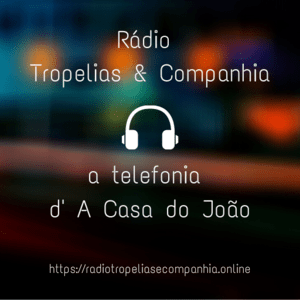 Rádio
Tropelias & Companhia
a telefonia
d' A Casa do João
https://radiotropeliasecompanhia.online